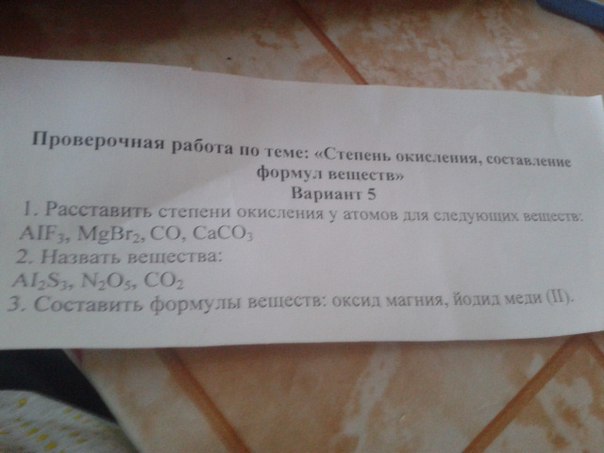 Проверочная работа по теме: «Степень окисления, составление
формул веществ»
Вариант 5
1. Расставить степени окисления у атомов для следующих веществ:
AlF₃, MgBr₂, CO, CaCO₃
2. Назвать вещества:
Al₂S₃, N₂O₅, CO₂
3. Составить формулы веществ: оксид магния, йодид меди (II).